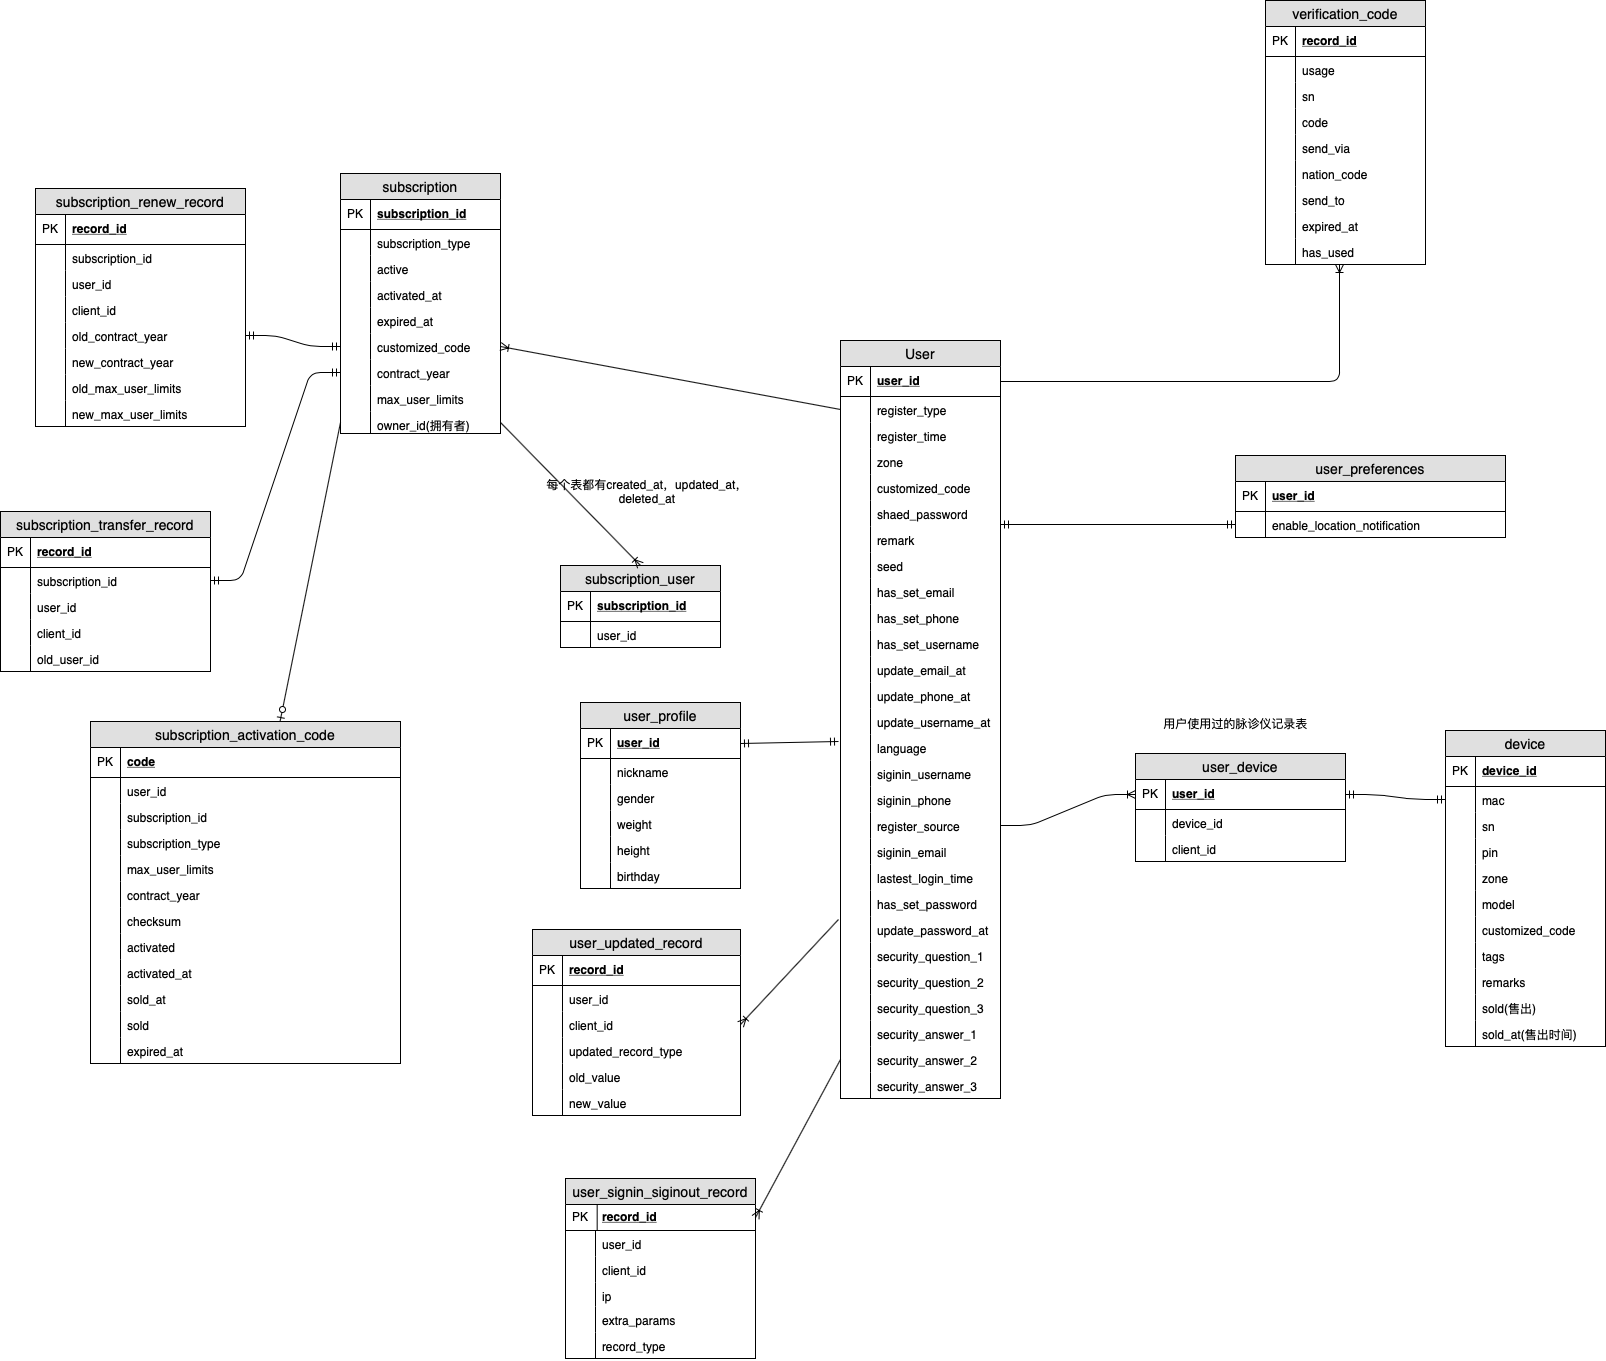 verification_code
PK record_id
usage
sn
code
send_via
nation_code
send_to
expired_at
has_used
subscription
PK subscription_id
subscription_type
active
activated_at
expired_at
customized_code
contract_year
max_user_limits
owner_id(拥有者)
subscription_renew_record
PK record_id
subscription_id
user_id
client_id
old_contract_year
new_contract_year
old_max_user_limits
new_max_user_limits
User
PK user_id
register_type
register_time
zone
customized_code
shaed_password
remark
seed
has_set_email
has_set_phone
has_set_username
update_email_at
update_phone_at
update_username_at
language
siginin_username
siginin_phone
register_source
siginin_email
lastest_login_time
has_set_password
update_password_at
security_question_1
security_question_2
security_question_3
security_answer_1
security_answer_2
security_answer_3
user_preferences
PK user_id
enable_location_notification
每个表都有created_at，updated_at，
deleted_at
subscription_transfer_record
PK record_id
subscription_id
user_id
client_id
old_user_id
subscription_user
PK subscription_id
user_id
subscription_activation_code
PK code
user_id
subscription_id
subscription_type
max_user_limits
contract_year
checksum
activated
activated_at
sold_at
sold
expired_at
user_profile
PK user_id
nickname
gender
weight
height
birthday
用户使用过的脉诊仪记录表
user_device
PK user_id
device_id
client_id
device
PK device_id
mac
sn
pin
zone
model
customized_code
tags
remarks
sold(售出)
sold_at(售出时间)
user_updated_record
PK record_id
user_id
client_id
updated_record_type
old_value
new_value
user_signin_siginout_record
PK record_id
user_id
client_id
ip
extra_params
record_type